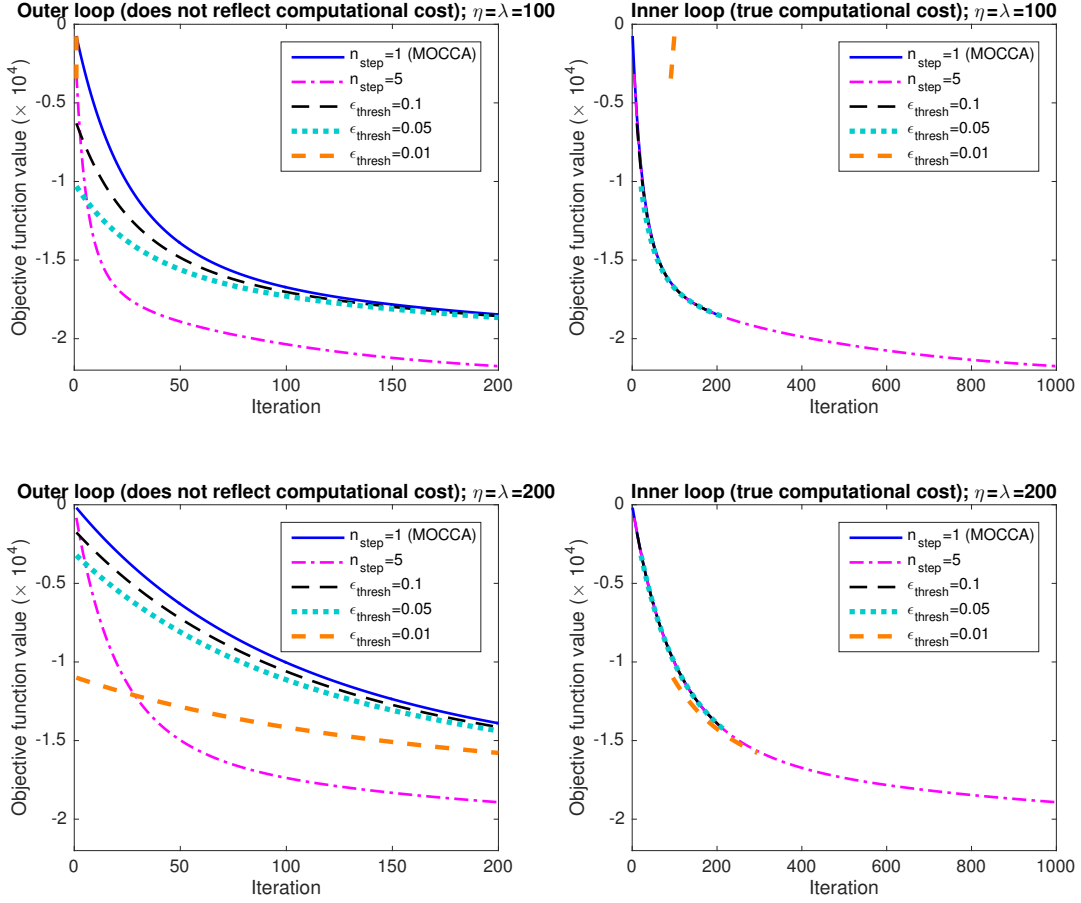 Outer loop (does not reflect computational cost); η=λ=100
Objective function value (× 10^4)
0
-0.5
-1
-1.5
-2
0 50 100 150 200
Iteration
n_step=1 (MOCCA)
n_step=5
ϵ_thresh=0.1
ϵ_thresh=0.05
ϵ_thresh=0.01
Inner loop (true computational cost); η=λ=100
Objective function value (× 10^4)
0
-0.5
-1
-1.5
-2
0 200 400 600 800 1000
Iteration
n_step=1 (MOCCA)
n_step=5
ϵ_thresh=0.1
ϵ_thresh=0.05
ϵ_thresh=0.01
Outer loop (does not reflect computational cost); η=λ=200
Objective function value (× 10^4)
0
-0.5
-1
-1.5
-2
0 50 100 150 200
Iteration
n_step=1 (MOCCA)
n_step=5
ϵ_thresh=0.1
ϵ_thresh=0.05
ϵ_thresh=0.01
Inner loop (true computational cost); η=λ=200
Objective function value (× 10^4)
0
-0.5
-1
-1.5
-2
0 200 400 600 800 1000
Iteration
n_step=1 (MOCCA)
n_step=5
ϵ_thresh=0.1
ϵ_thresh=0.05
ϵ_thresh=0.01